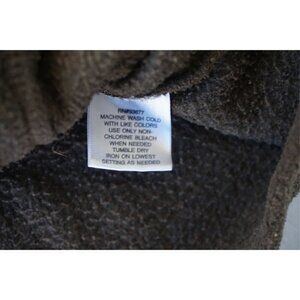 MACHINE WASH COLD
WITH LIKE COLORS
USE ONLY NON-
CHLORINE BLEACH
WHEN NEEDED
TUMBLE DRY
IRON ON LOWEST
SETTING AS NEEDED